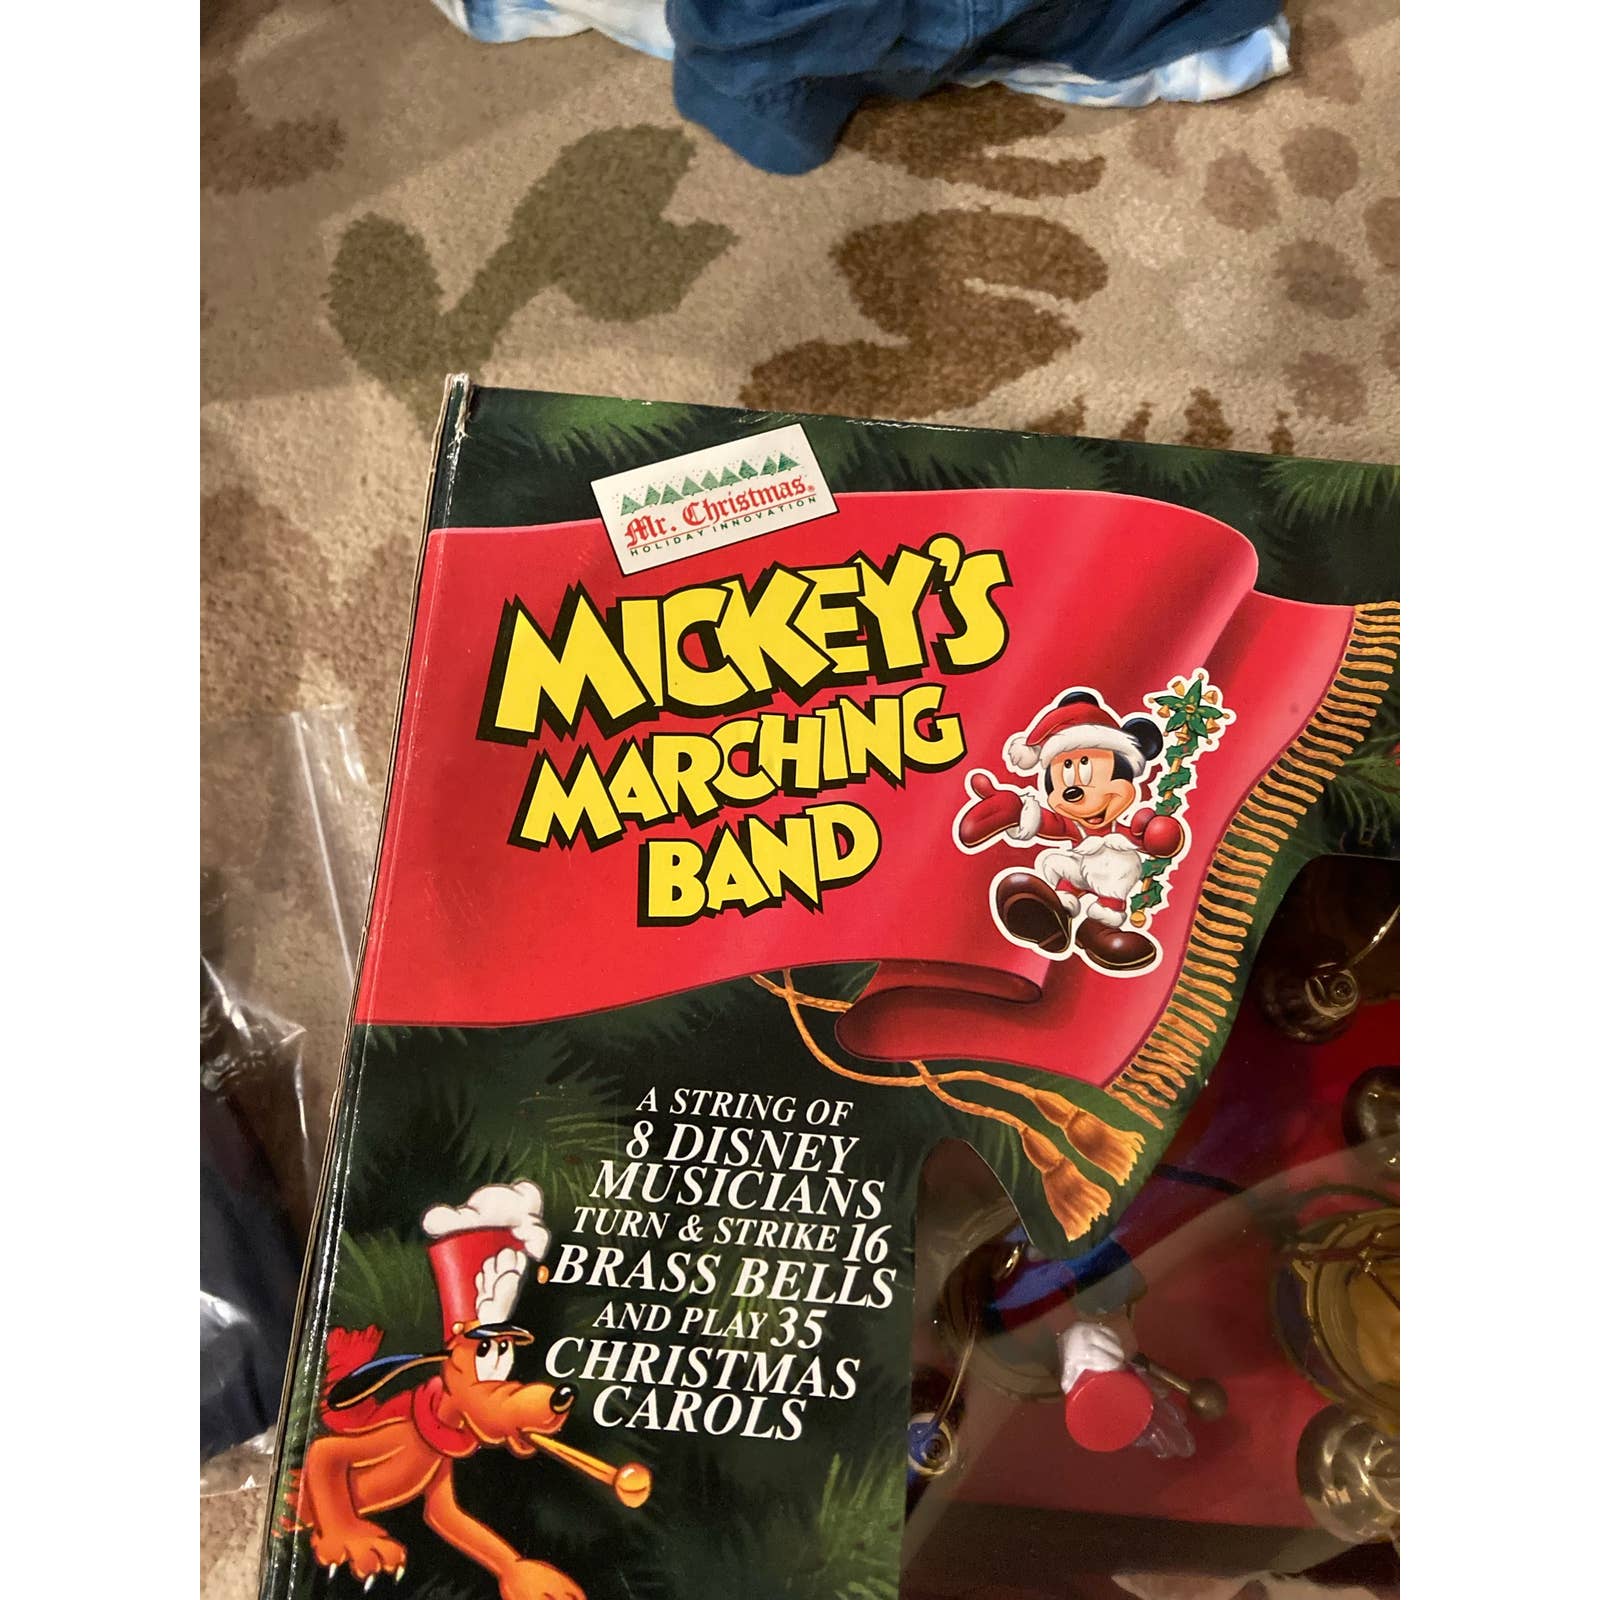 Mr. Christmas®
HOLIDAY INNOVATION
MICKEY'S
MARCHING
BAND
A STRING OF
8 DISNEY
MUSICIANS
TURN & STRIKE 16
BRASS BELLS
AND PLAY 35
CHRISTMAS
CAROLS